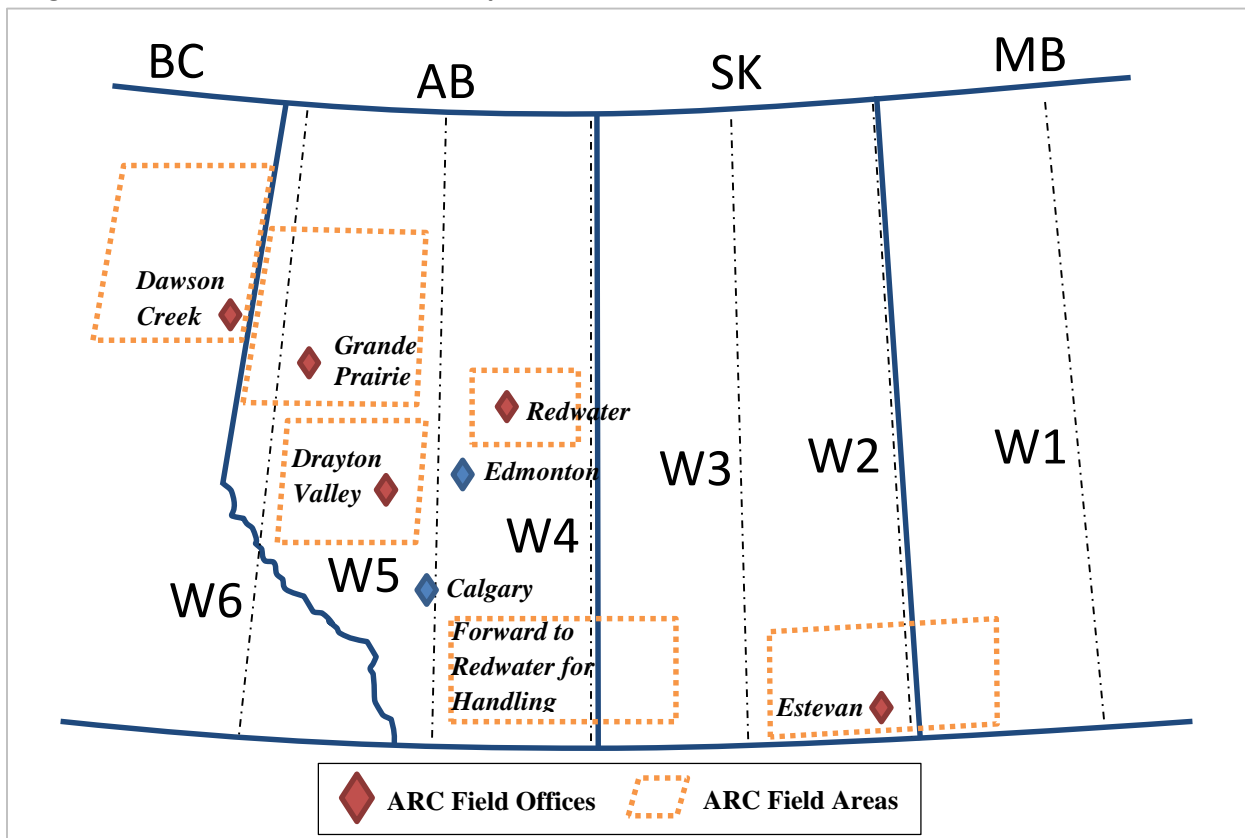 BC
AB
SK
MB
Dawson
Creek
Grande
Prairie
Redwater
Drayton
Valley
Edmonton
W3
W2
W1
W4
W5
W6
Calgary
Forward to
Redwater for
Handling
Estevan
ARC Field Offices
ARC Field Areas